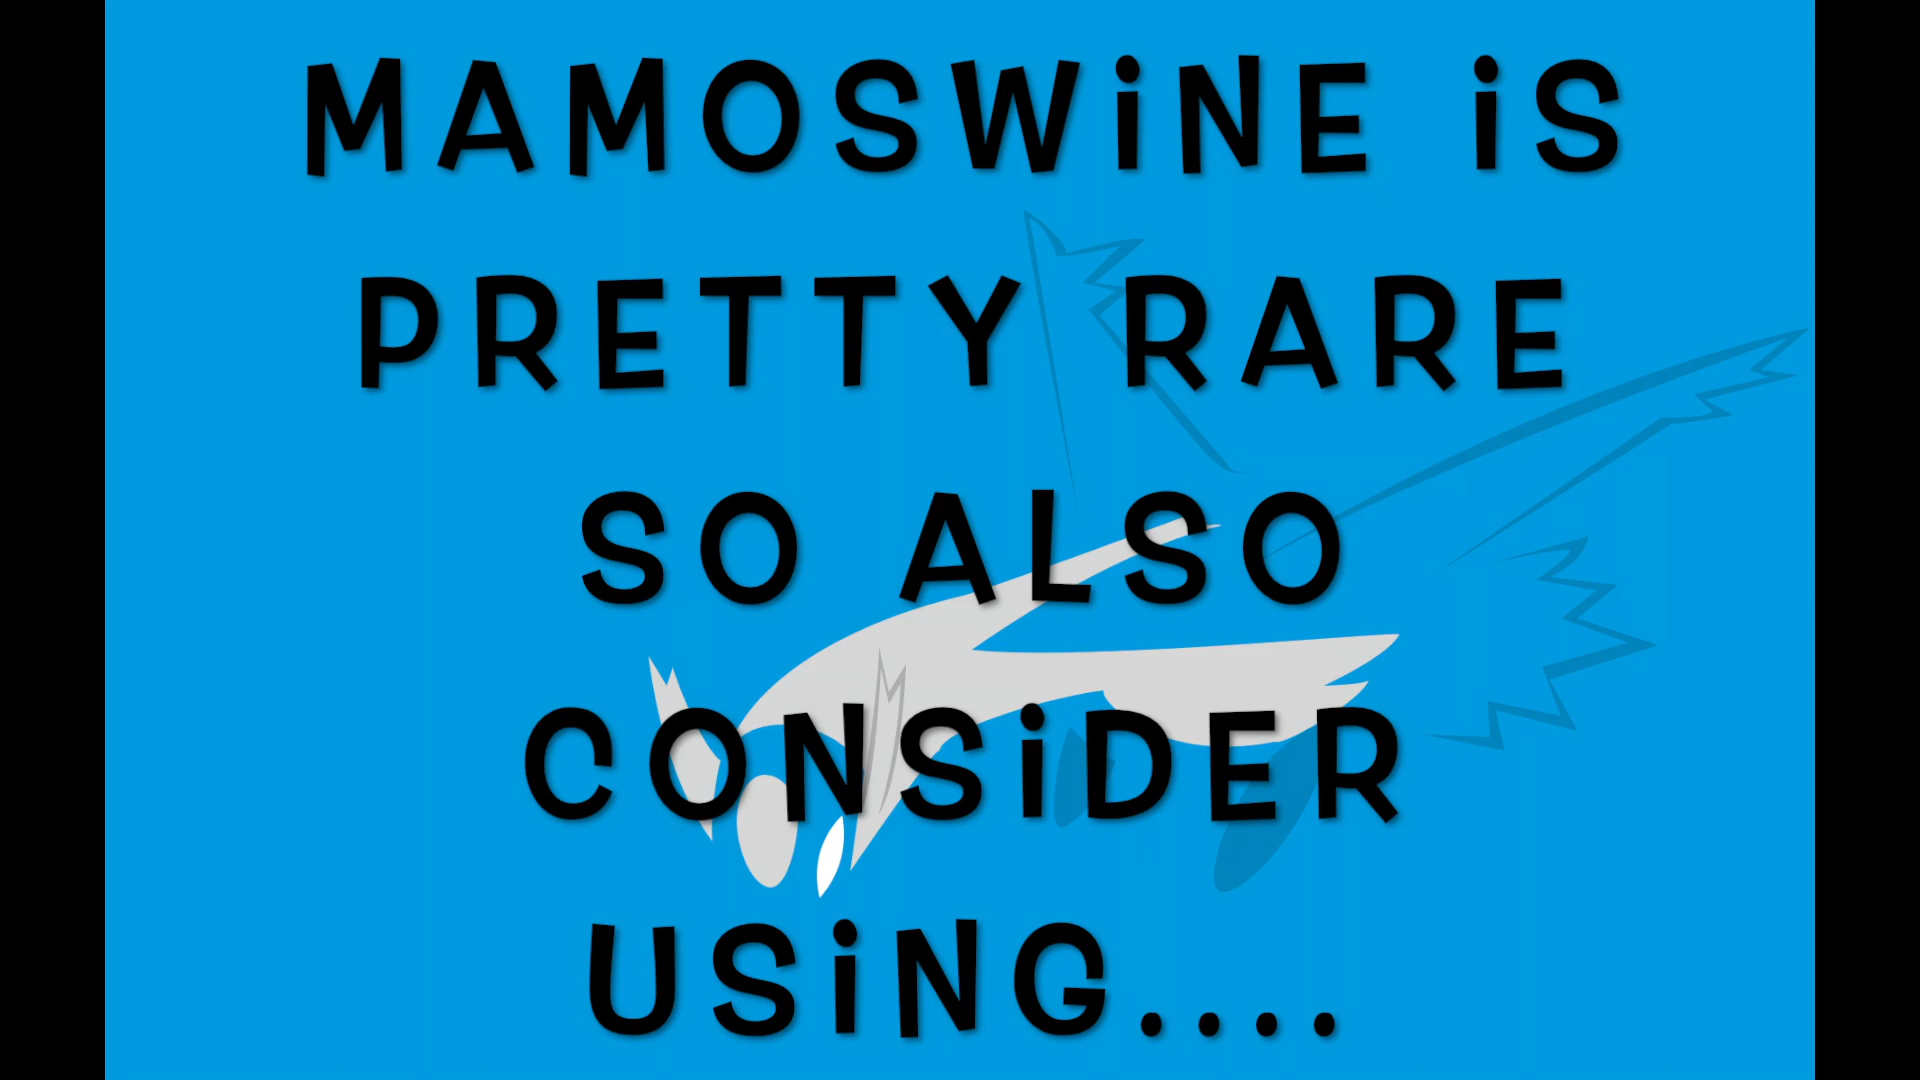 MAMOSWiNE iS
PRETTY RARE
SO ALSO
CONSiDER
USiNG....